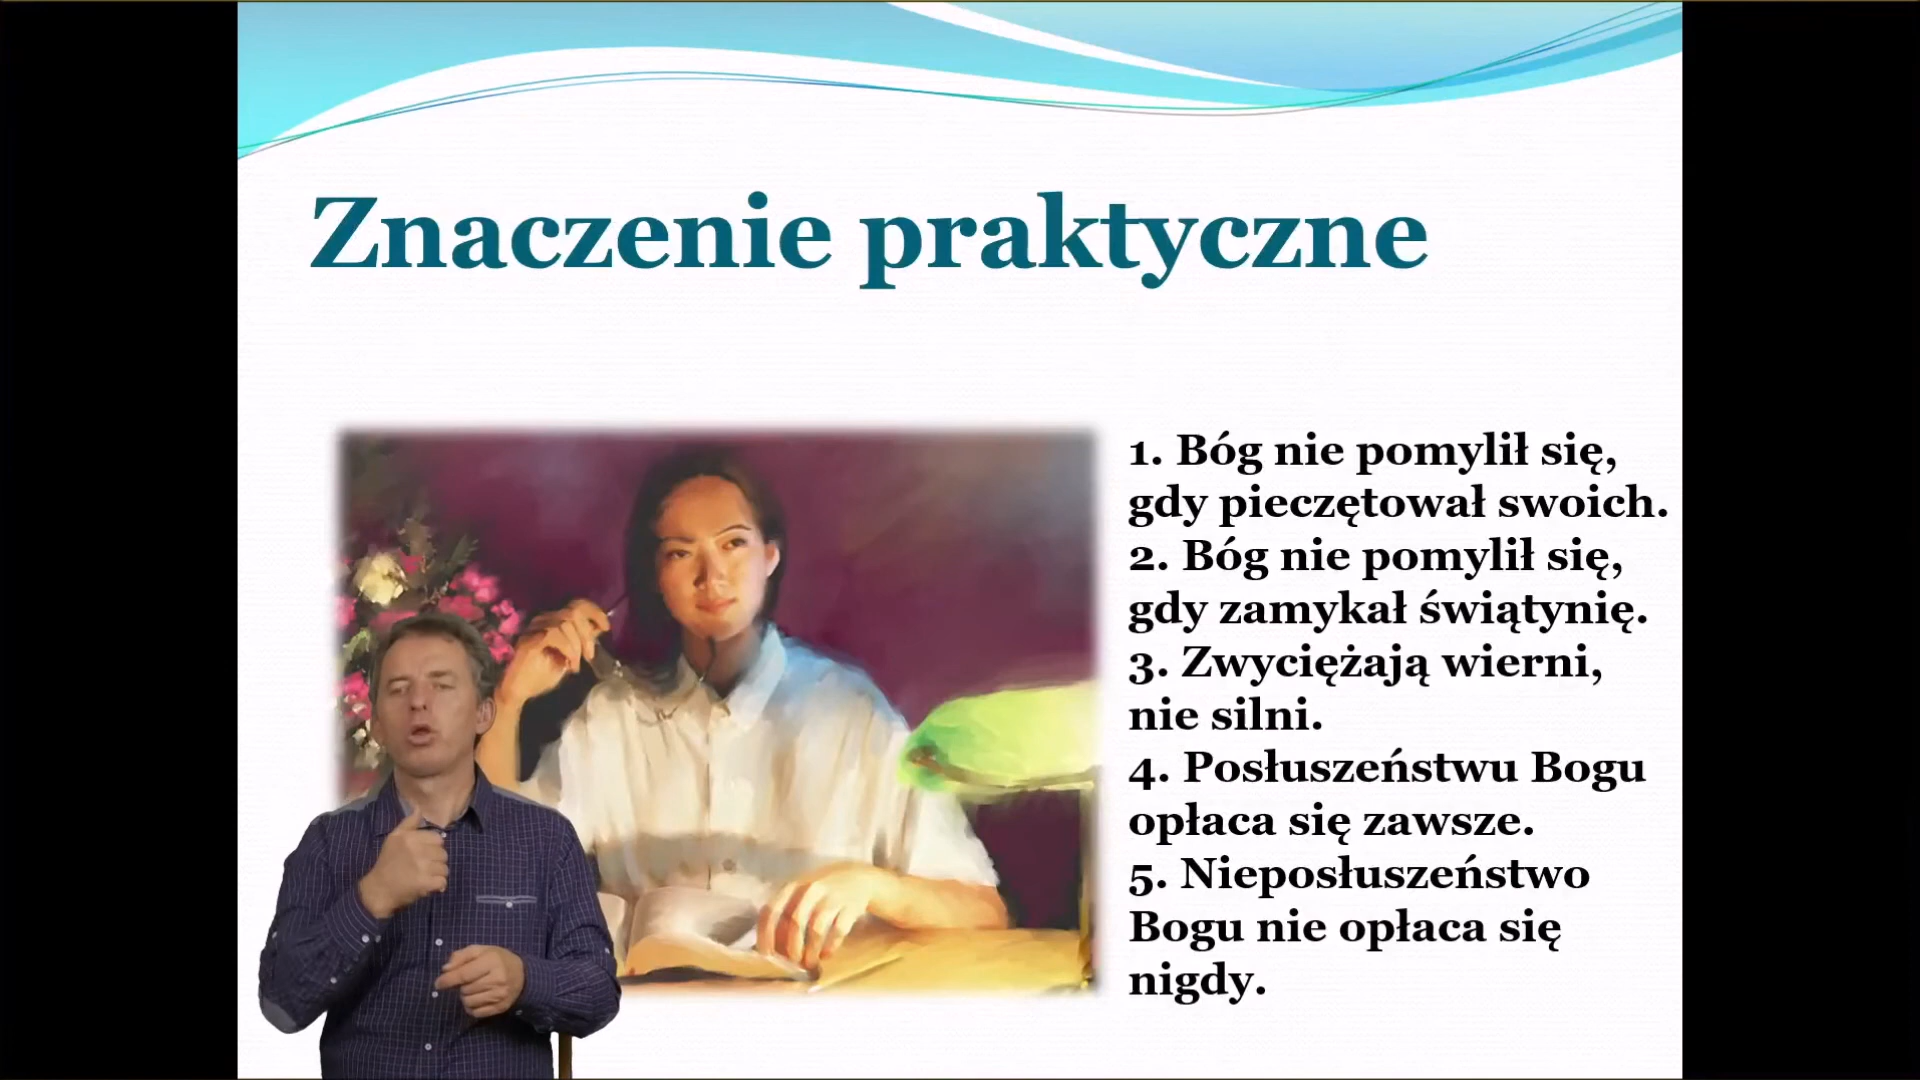 Znaczenie praktyczne
1. Bóg nie pomylił się,
gdy pieczętował swoich.
2. Bóg nie pomylił się,
gdy zamykał świątynię.
3. Zwyciężają wierni,
nie silni.
4. Posłuszeństwu Bogu
opłaca się zawsze.
5. Nieposłuszeństwo
Bogu nie opłaca się
nigdy.